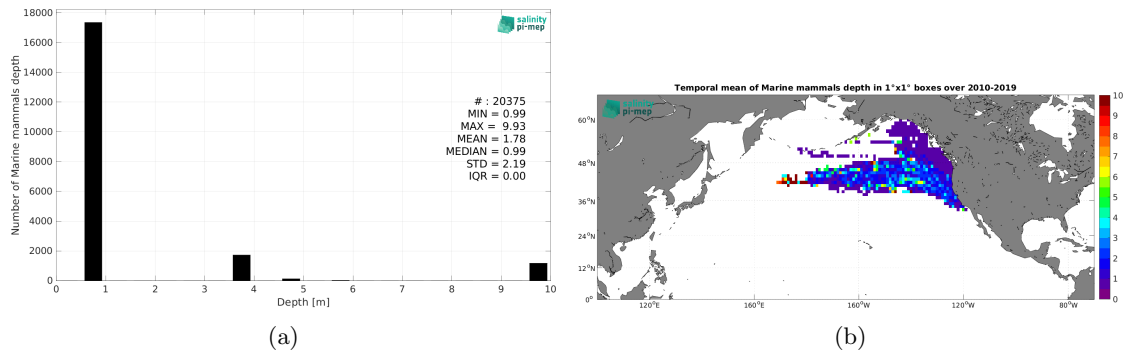 18000
16000
14000
12000
10000
8000
6000
4000
2000
0
Number of Marine mammals depth
salinity
pi-mep
# : 20375
MIN = 0.99
MAX = 9.93
MEAN = 1.78
MEDIAN = 0.99
STD = 2.19
IQR = 0.00
0 1 2 3 4 5 6 7 8 9 10
Depth [m]
(a)
Temporal mean of Marine mammals depth in 1°x1° boxes over 2010-2019
salinity
pi-mep
60°N
48°N
36°N
24°N
12°N
0°
120°E 160°E 160°W 120°W 80°W
10
9
8
7
6
5
4
3
2
1
0
(b)